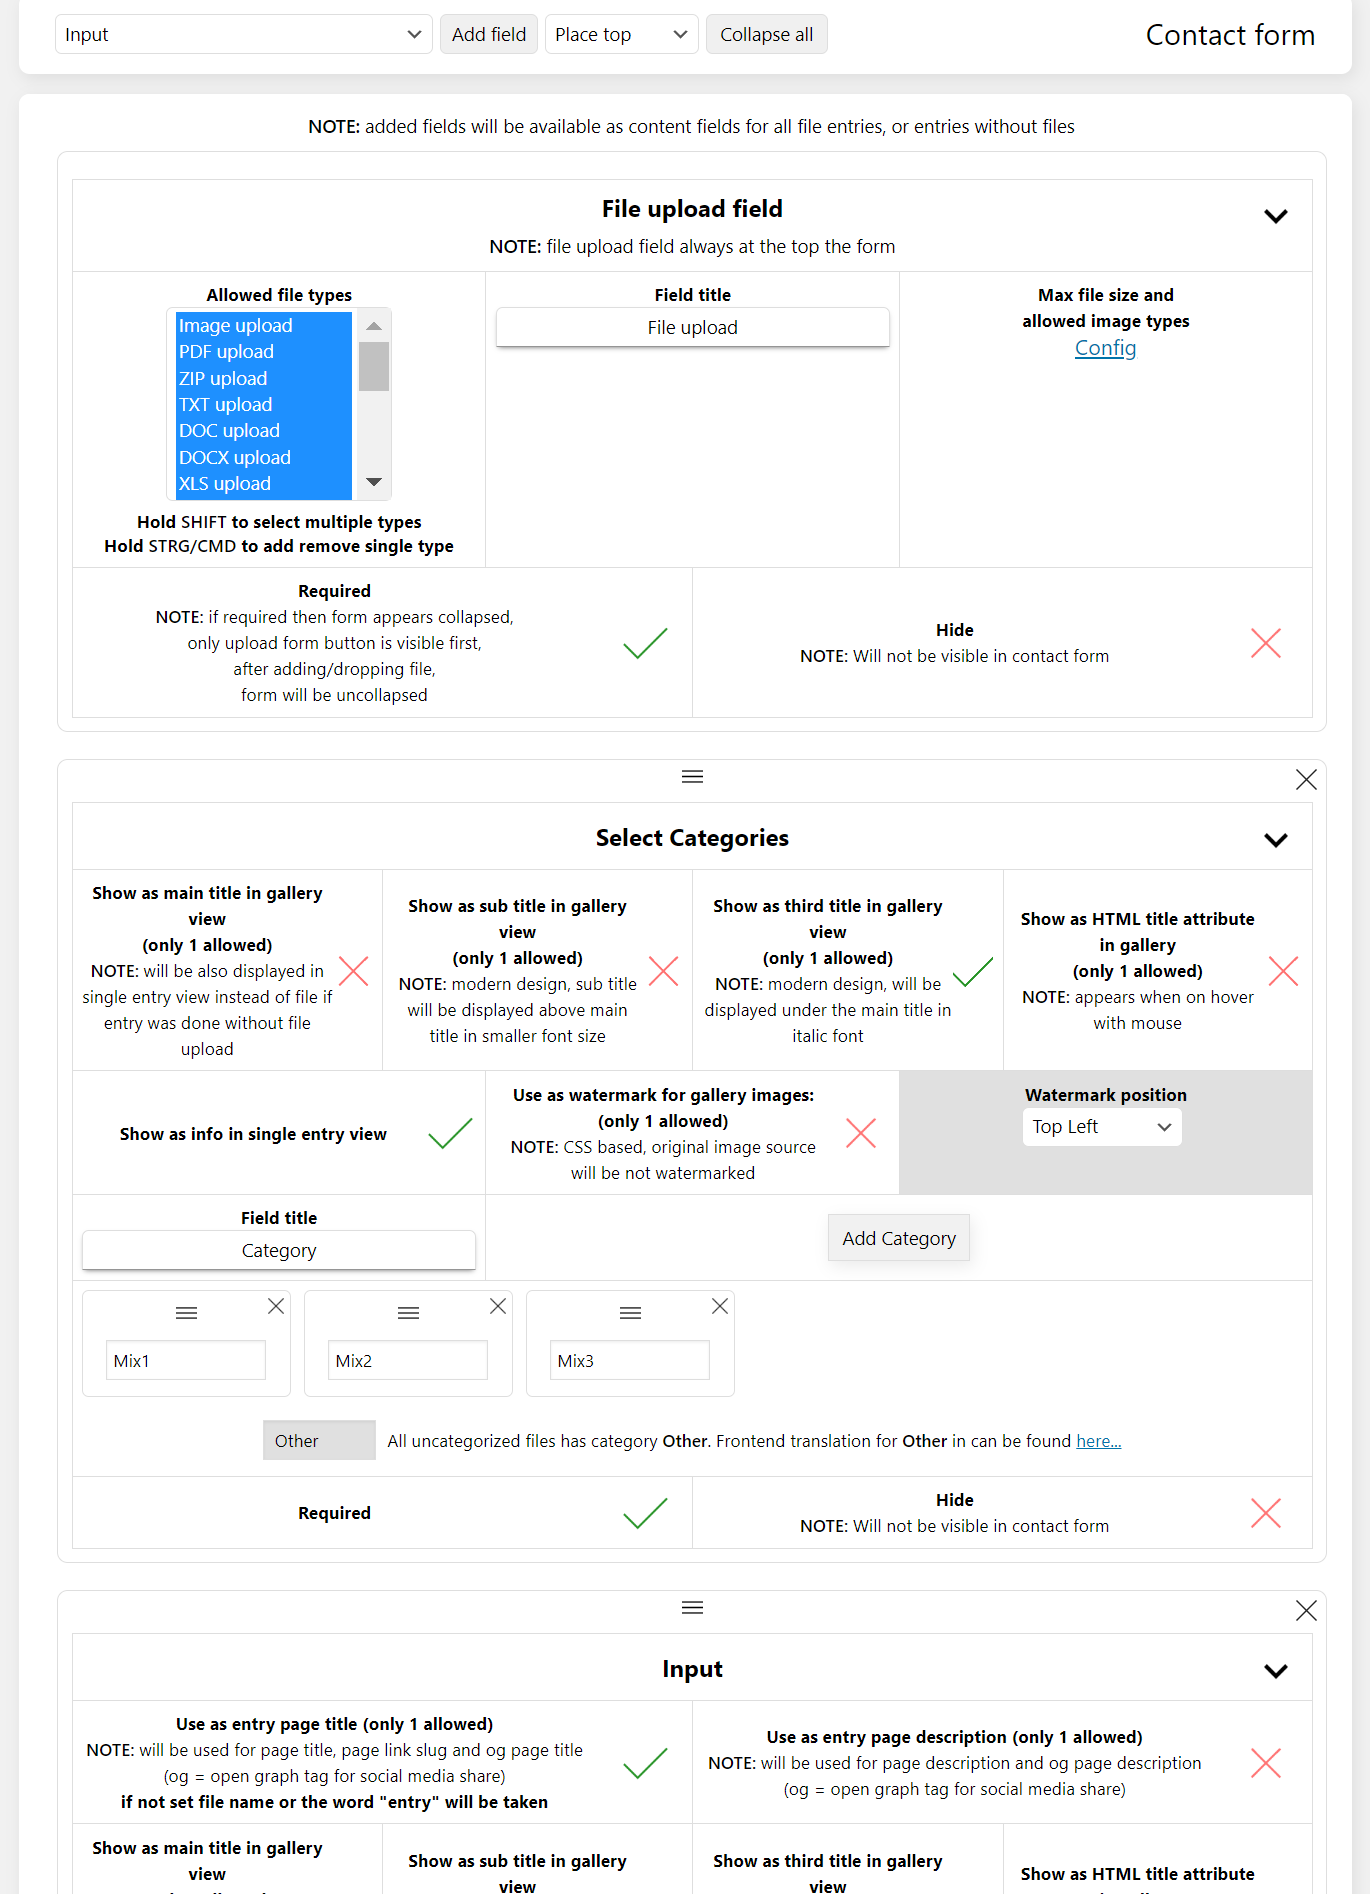 Input
Add field
Place top
Collapse all
Contact form
NOTE: added fields will be available as content fields for all file entries, or entries without files
File upload field
NOTE: file upload field always at the top the form
Allowed file types
Image upload
PDF upload
ZIP upload
TXT upload
DOC upload
DOCX upload
XLS upload
Hold SHIFT to select multiple types
Hold STRG/CMD to add remove single type
Field title
File upload
Max file size and
allowed image types
Config
Required
NOTE: if required then form appears collapsed,
only upload form button is visible first,
after adding/dropping file,
form will be uncollapsed
Hide
NOTE: Will not be visible in contact form
Select Categories
Show as main title in gallery
view
(only 1 allowed)
NOTE: will be also displayed in
single entry view instead of file if
entry was done without file
upload
Show as sub title in gallery
view
(only 1 allowed)
NOTE: modern design, sub title
will be displayed above main
title in smaller font size
Show as third title in gallery
view
(only 1 allowed)
NOTE: modern design, will be
displayed under the main title in
italic font
Show as HTML title attribute
in gallery
(only 1 allowed)
NOTE: appears when on hover
with mouse
Show as info in single entry view
Use as watermark for gallery images:
(only 1 allowed)
NOTE: CSS based, original image source
will be not watermarked
Watermark position
Top Left
Field title
Category
Add Category
Mix1
Mix2
Mix3
Other
All uncategorized files has category Other. Frontend translation for Other in can be found here...
Required
Hide
NOTE: Will not be visible in contact form
Input
Use as entry page title (only 1 allowed)
NOTE: will be used for page title, page link slug and og page title
(og = open graph tag for social media share)
if not set file name or the word "entry" will be taken
Use as entry page description (only 1 allowed)
NOTE: will be used for page description and og page description
(og = open graph tag for social media share)
Show as main title in gallery
view
Show as sub title in gallery
view
Show as third title in gallery
view
Show as HTML title attribute